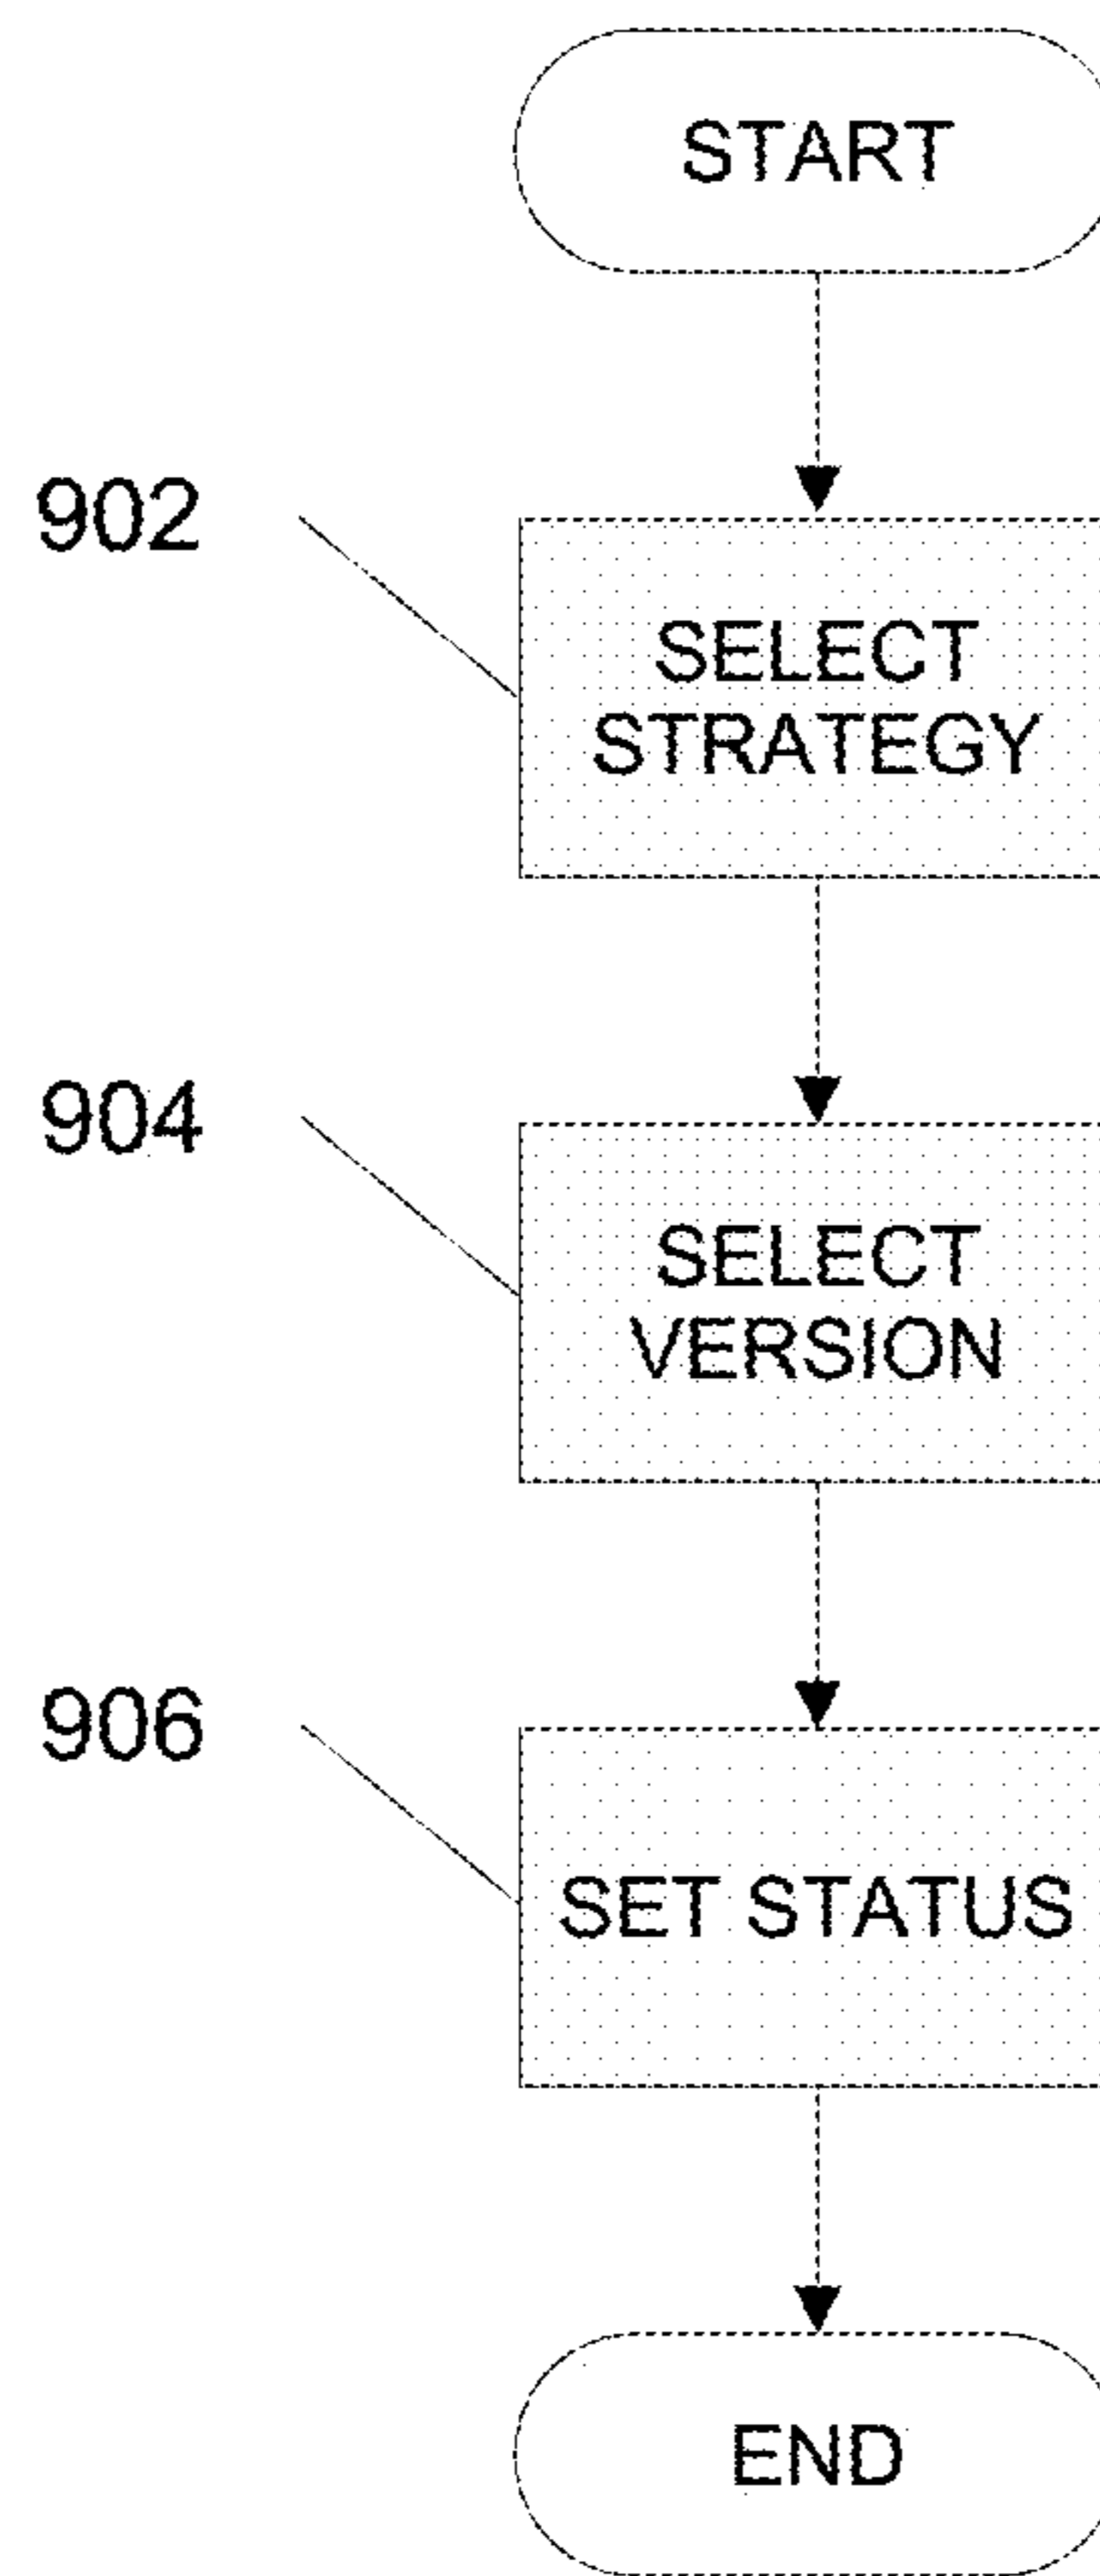 START
902
SELECT
STRATEGY
904
SELECT
VERSION
906
SET STATUS
END